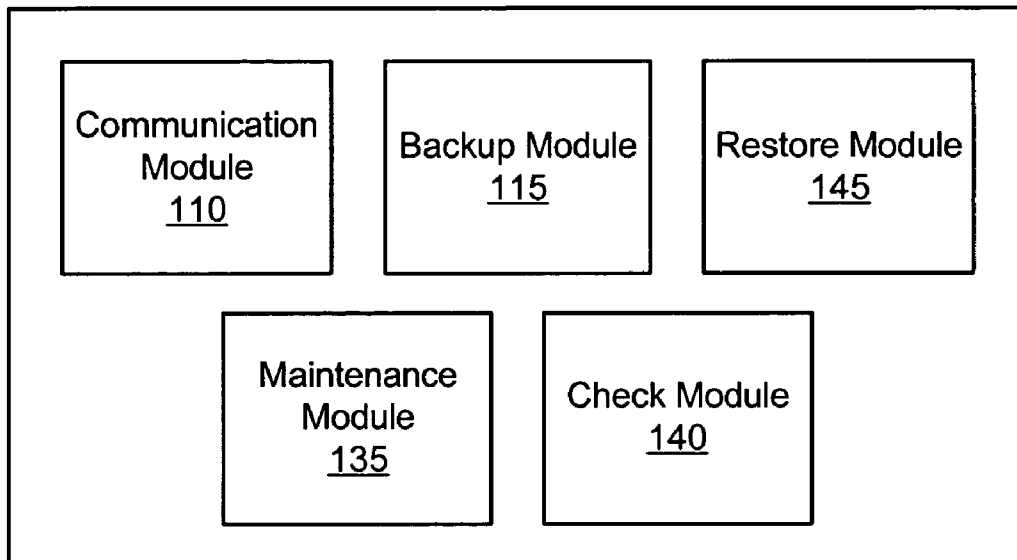 Communication
Module
110
Backup Module
115
Restore Module
145
Maintenance
Module
135
Check Module
140